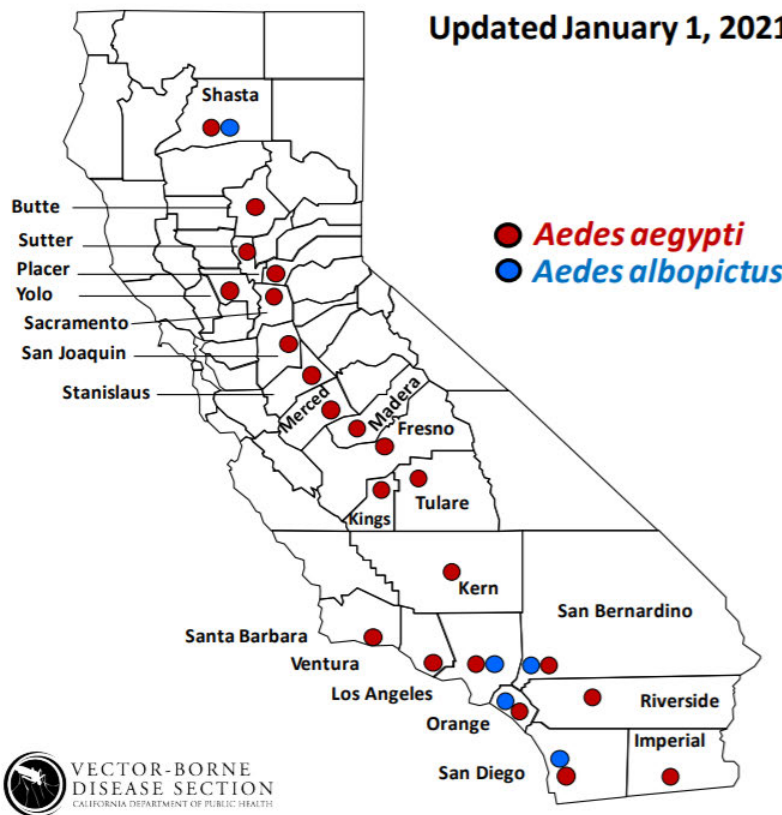 Updated January 1, 2021
Shasta
Butte
Sutter
Placer
Yolo
Sacramento
San Joaquin
Stanislaus
Merced
Madera
Fresno
Kings
Tulare
Kern
San Bernardino
Santa Barbara
Ventura
Los Angeles
Orange
Riverside
Imperial
San Diego
Aedes aegypti
Aedes albopictus
VECTOR-BORNE
DISEASE SECTION
CALIFORNIA DEPARTMENT OF PUBLIC HEALTH